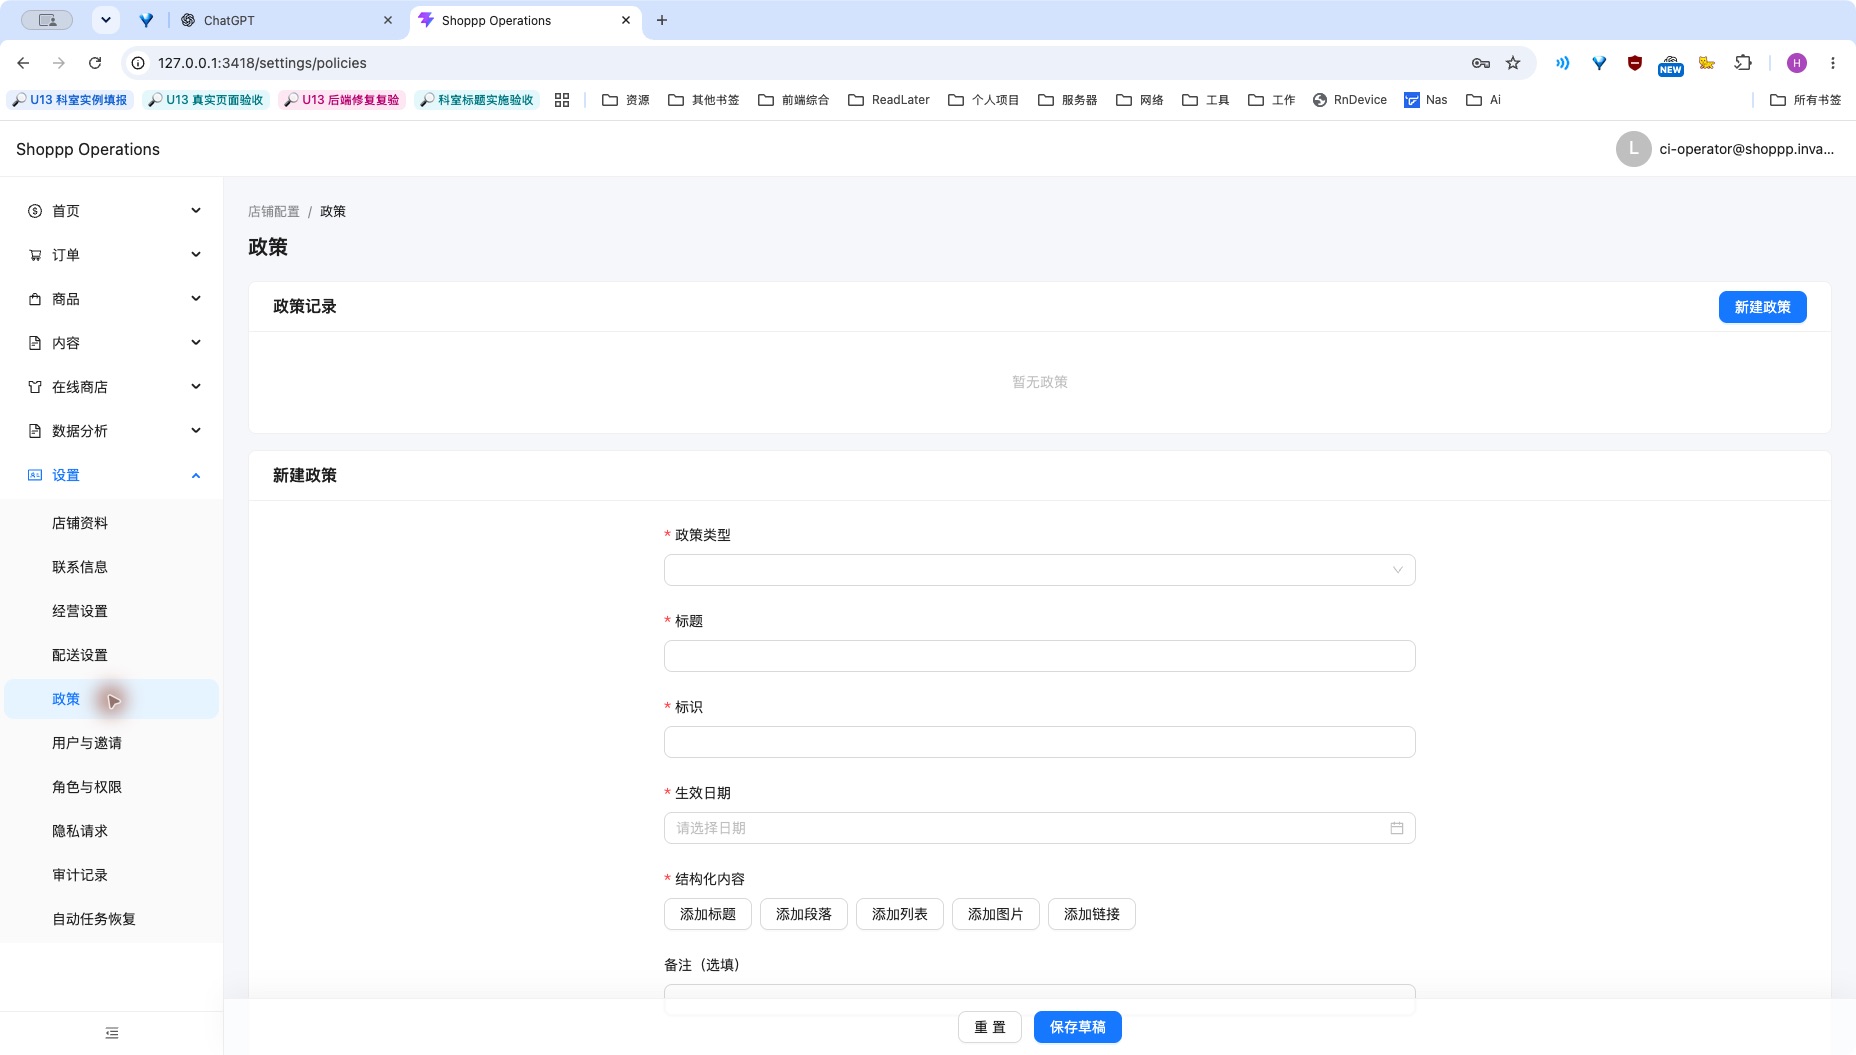 ChatGPT
Shoppp Operations
127.0.0.1:3418/settings/policies
NEW
H
U13 科室实例填报
U13 真实页面验收
U13 后端修复复验
科室标题实施验收
资源
其他书签
前端综合
ReadLater
个人项目
服务器
网络
工具
工作
RnDevice
Nas
Ai
所有书签
Shoppp Operations
L
ci-operator@shoppp.inva...
首页
订单
商品
内容
在线商店
数据分析
设置
店铺资料
联系信息
经营设置
配送设置
政策
用户与邀请
角色与权限
隐私请求
审计记录
自动任务恢复
店铺配置 / 政策
政策
政策记录
新建政策
暂无政策
新建政策
* 政策类型
* 标题
* 标识
* 生效日期
请选择日期
* 结构化内容
添加标题
添加段落
添加列表
添加图片
添加链接
备注（选填）
重 置
保存草稿